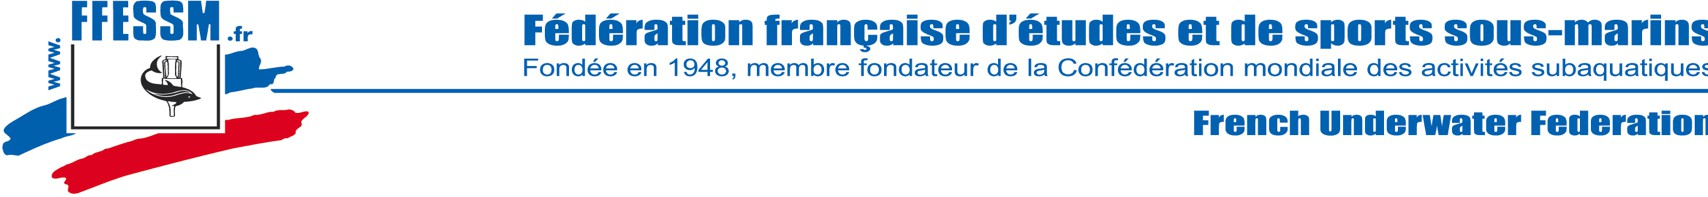 www.
FFESSM.fr
Fédération française d'études et de sports sous-marins
Fondée en 1948, membre fondateur de la Confédération mondiale des activités subaquatiques
French Underwater Federation